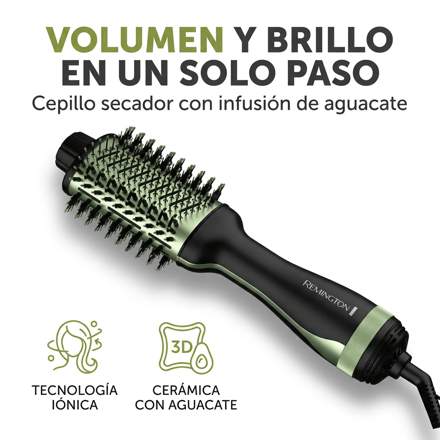 VOLUMEN Y BRILLO
EN UN SOLO PASO
Cepillo secador con infusión de aguacate
REMINGTON
3D
TECNOLOGÍA
IÓNICA
CERÁMICA
CON AGUACATE